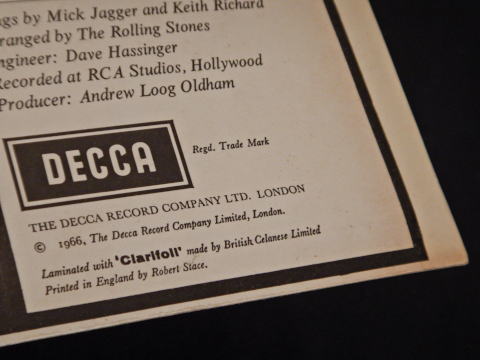 gs by Mick Jagger and Keith Richard
ranged by The Rolling Stones
ngineer: Dave Hassinger
Recorded at RCA Studios, Hollywood
Producer: Andrew Loog Oldham
DECCA
Regd. Trade Mark
THE DECCA RECORD COMPANY LTD. LONDON
© 1966, The Decca Record Company Limited, London.
Laminated with 'Clarifoil' made by British Celanese Limited
Printed in England by Robert Stace.